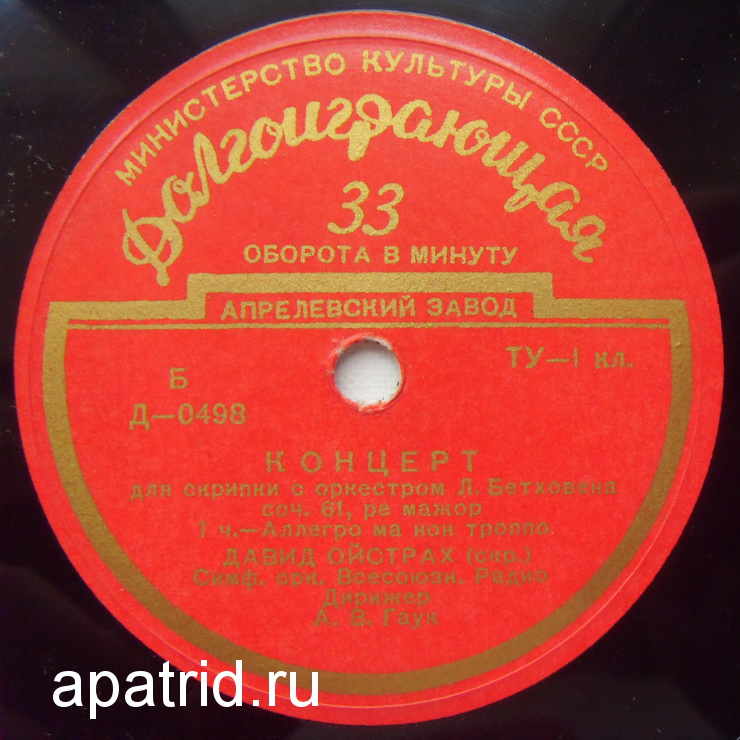 МИНИСТЕРСТВО КУЛЬТУРЫ СССР
Долгоиграющая
33
ОБОРОТА В МИНУТУ
АПРЕЛЕВСКИЙ ЗАВОД
ТУ—I кл.
Б
Д—0498
КОНЦЕРТ
для скрипки с оркестром Л. Бетховена
соч. 61, ре мажор
1 ч.—Аллегро ма нон троппо.
ДАВИД ОЙСТРАХ (скр.)
Симф. орк. Всесоюзн. Радио
Дирижер
А. В. Гаук
apatrid.ru